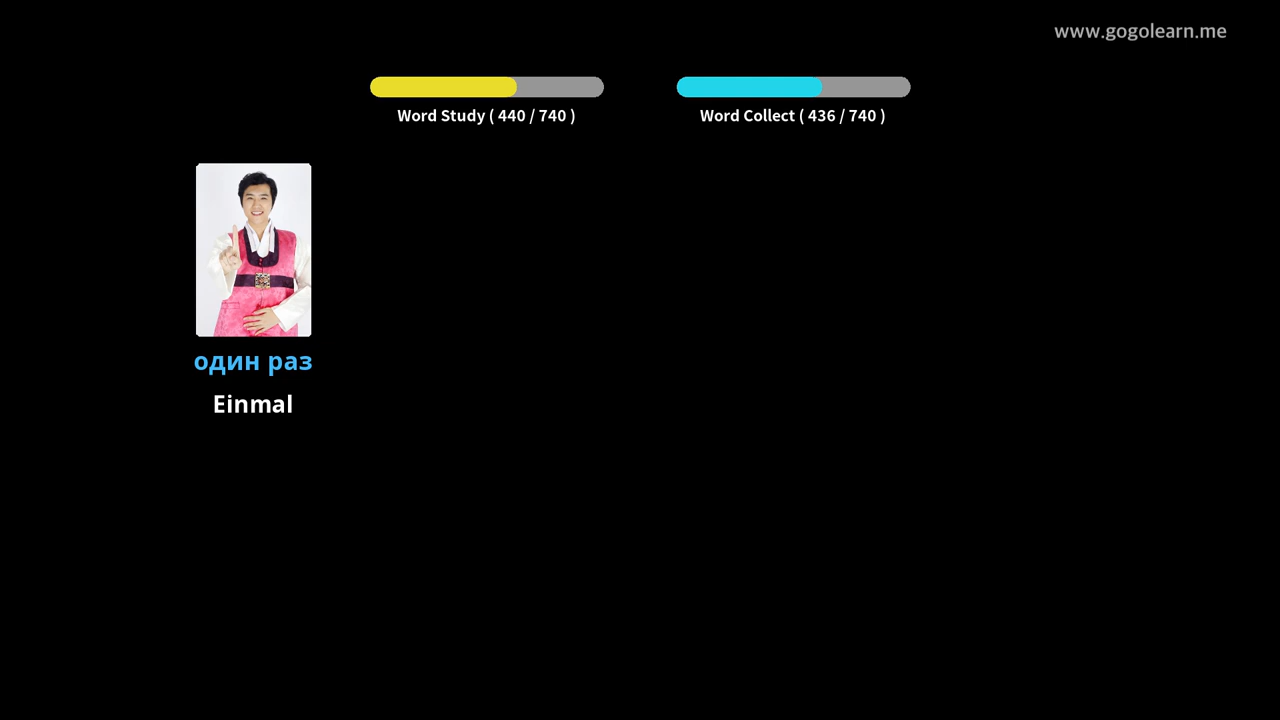 www.gogolearn.me
Word Study ( 440 / 740 )
Word Collect ( 436 / 740 )
один раз
Einmal